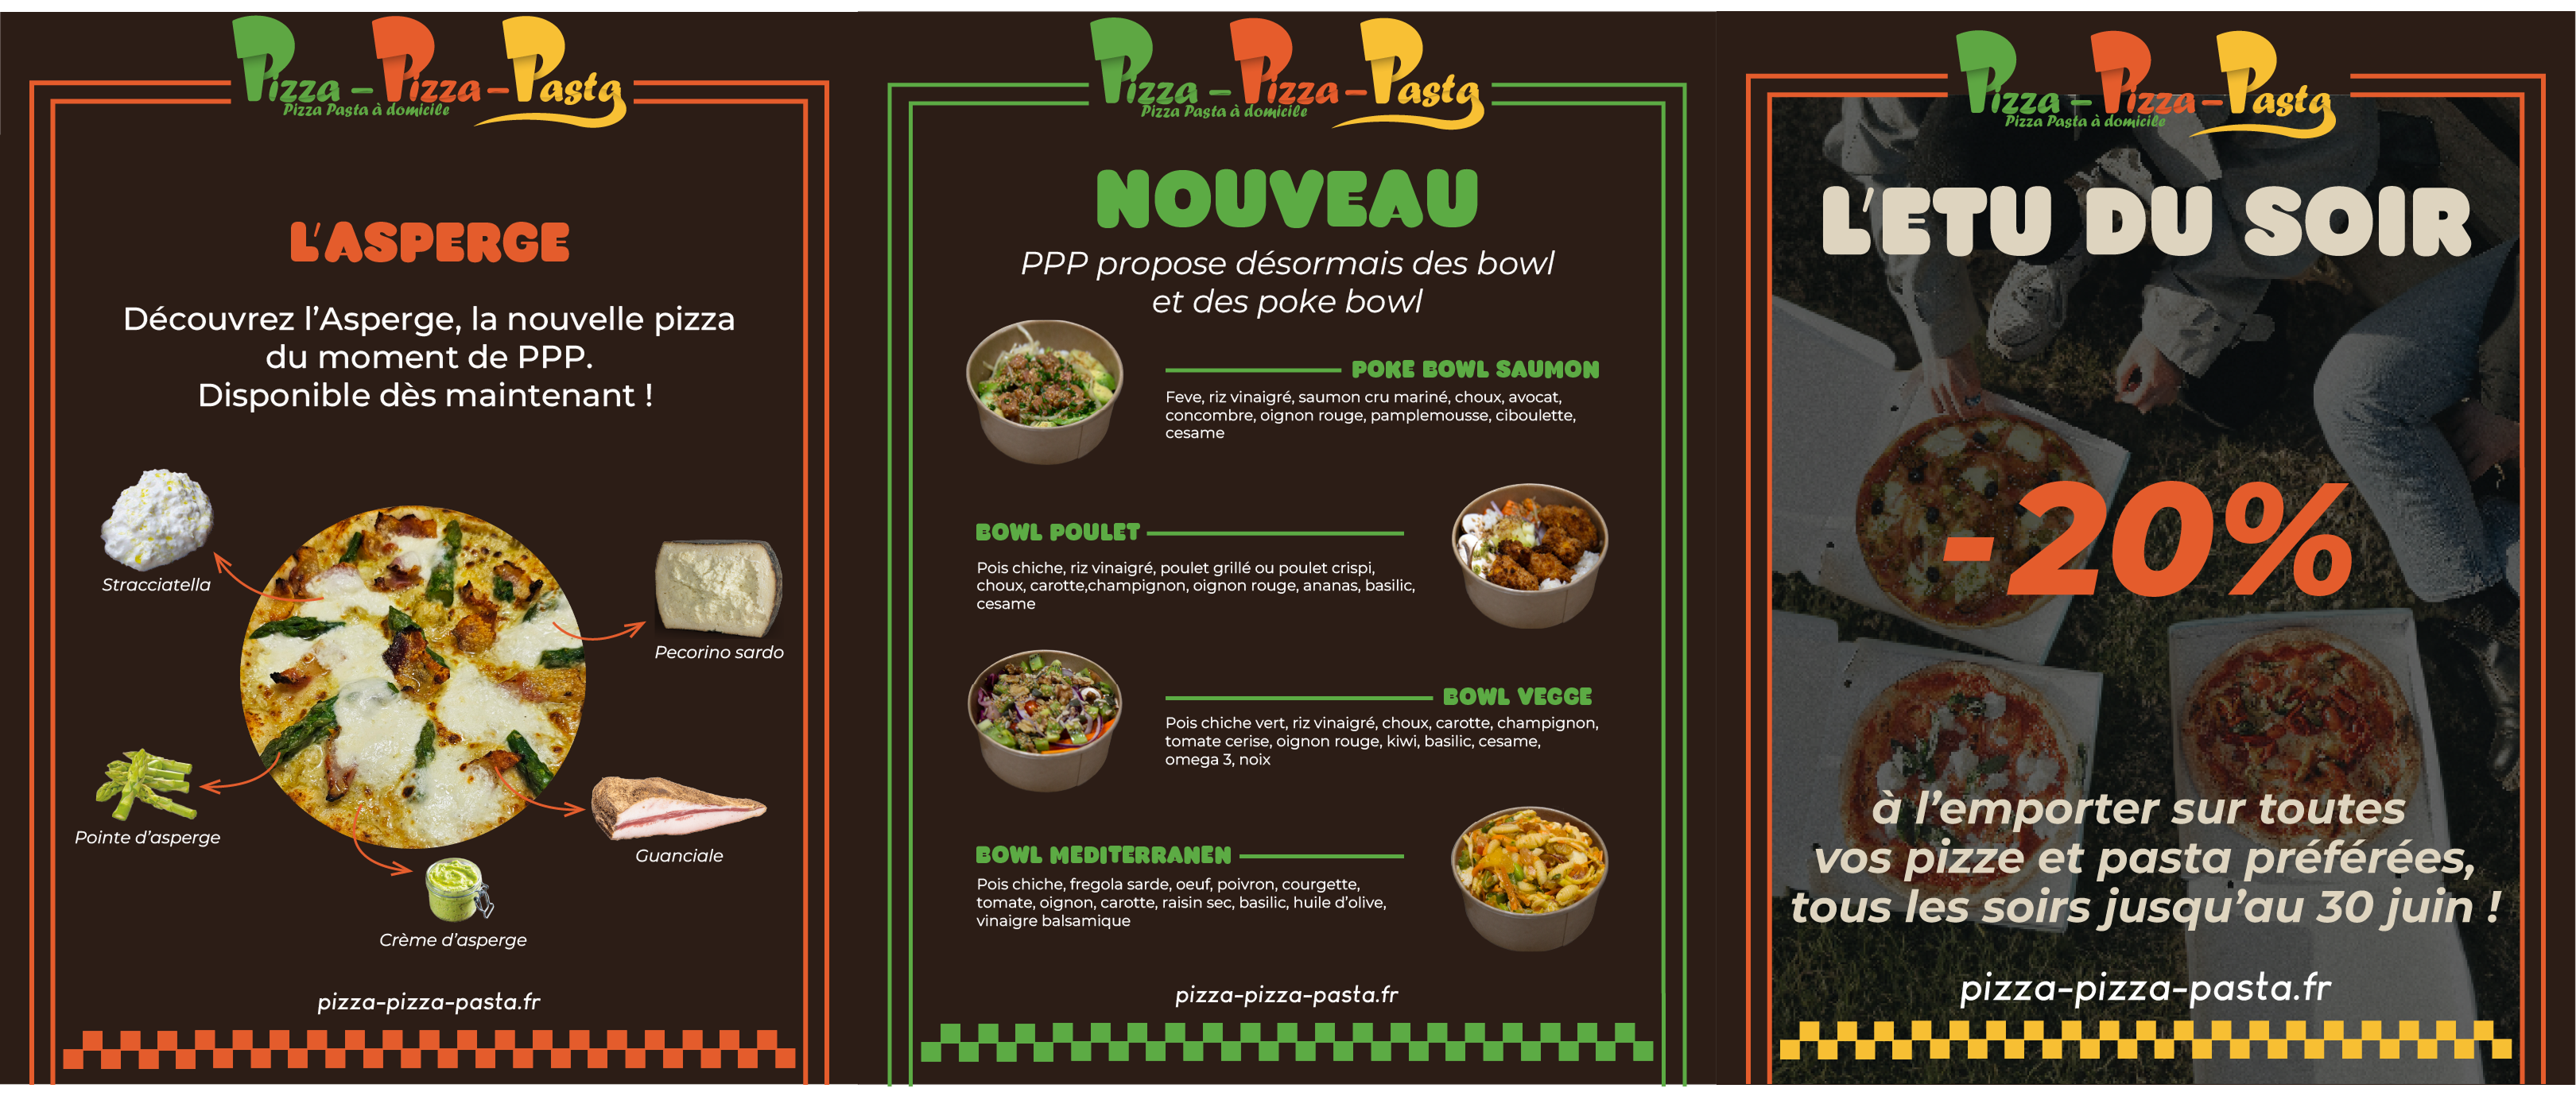 Pizza - Pizza - Pasta
Pizza Pasta à domicile
L'ASPERGE
Découvrez l'Asperge, la nouvelle pizza
du moment de PPP.
Disponible dès maintenant !
Stracciatella
Pecorino sardo
Pointe d'asperge
Guanciale
Crème d'asperge
pizza-pizza-pasta.fr
Pizza - Pizza - Pasta
Pizza Pasta à domicile
NOUVEAU
PPP propose désormais des bowl
et des poke bowl
POKE BOWL SAUMON
Feve, riz vinaigré, saumon cru mariné, choux, avocat,
concombre, oignon rouge, pamplemousse, ciboulette,
cesame
BOWL POULET
Pois chiche, riz vinaigré, poulet grillé ou poulet crispi,
choux, carotte,champignon, oignon rouge, ananas, basilic,
cesame
BOWL VEGGE
Pois chiche vert, riz vinaigré, choux, carotte, champignon,
tomate cerise, oignon rouge, kiwi, basilic, cesame,
omega 3, noix
BOWL MEDITERRANEN
Pois chiche, fregola sarde, oeuf, poivron, courgette,
tomate, oignon, carotte, raisin sec, basilic, huile d'olive,
vinaigre balsamique
pizza-pizza-pasta.fr
Pizza - Pizza - Pasta
Pizza Pasta à domicile
L'ETU DU SOIR
-20%
à l'emporter sur toutes
vos pizze et pasta préférées,
tous les soirs jusqu'au 30 juin !
pizza-pizza-pasta.fr